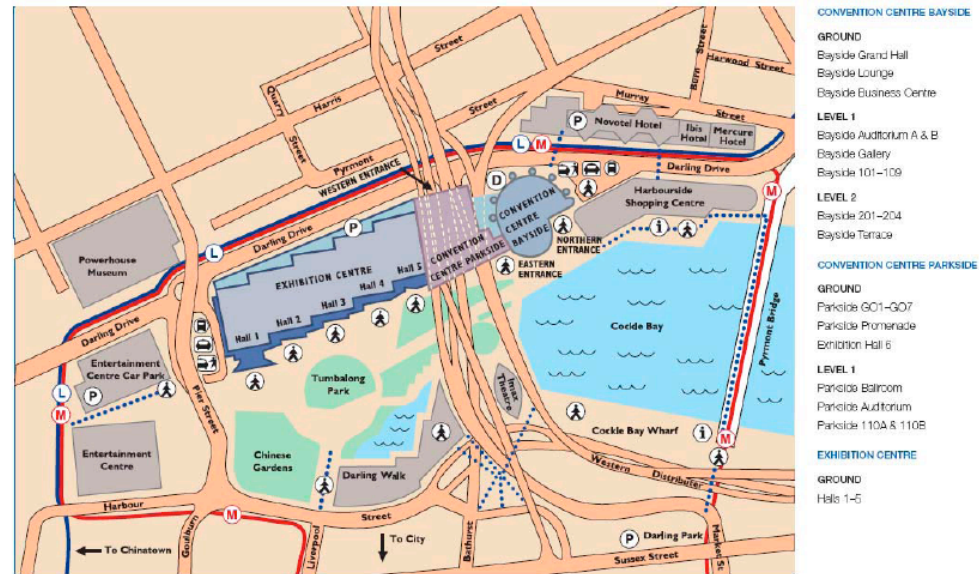 Street
Harwood Street
Burn Street
Quarry
Street
Harris
Street
Murray
Street
P
Novotel Hotel
Ibis
Hotel
Mercure
Hotel
Pyrmont
WESTERN ENTRANCE
L M
Darling Drive
D
M
Harbourside
Shopping Centre
CONVENTION
CENTRE
BAYSIDE
i
NORTHERN
ENTRANCE
P
L
Darling Drive
Powerhouse
Museum
CONVENTION
CENTRE PARKSIDE
EASTERN
ENTRANCE
EXHIBITION CENTRE
Hall 5
Hall 4
Hall 3
Hall 2
Hall 1
Cockle Bay
Pyrmont Bridge
Darling Drive
Entertainment
Centre Car Park
P
L
M
Pier Street
Tumbalong
Park
Imax
Theatre
Cockle Bay Wharf
i
M
Entertainment
Centre
Chinese
Gardens
Darling Walk
Western Distributor
Harbour
Street
M
Goulburn
Liverpool
Bathurst
Market St
To Chinatown
To City
P
Darling Park
Sussex Street
CONVENTION CENTRE BAYSIDE
GROUND
Bayside Grand Hall
Bayside Lounge
Bayside Business Centre
LEVEL 1
Bayside Auditorium A & B
Bayside Gallery
Bayside 101–109
LEVEL 2
Bayside 201–204
Bayside Terrace
CONVENTION CENTRE PARKSIDE
GROUND
Parkside GO1–GO7
Parkside Promenade
Exhibition Hall 6
LEVEL 1
Parkside Ballroom
Parkside Auditorium
Parkside 110A & 110B
EXHIBITION CENTRE
GROUND
Halls 1–5